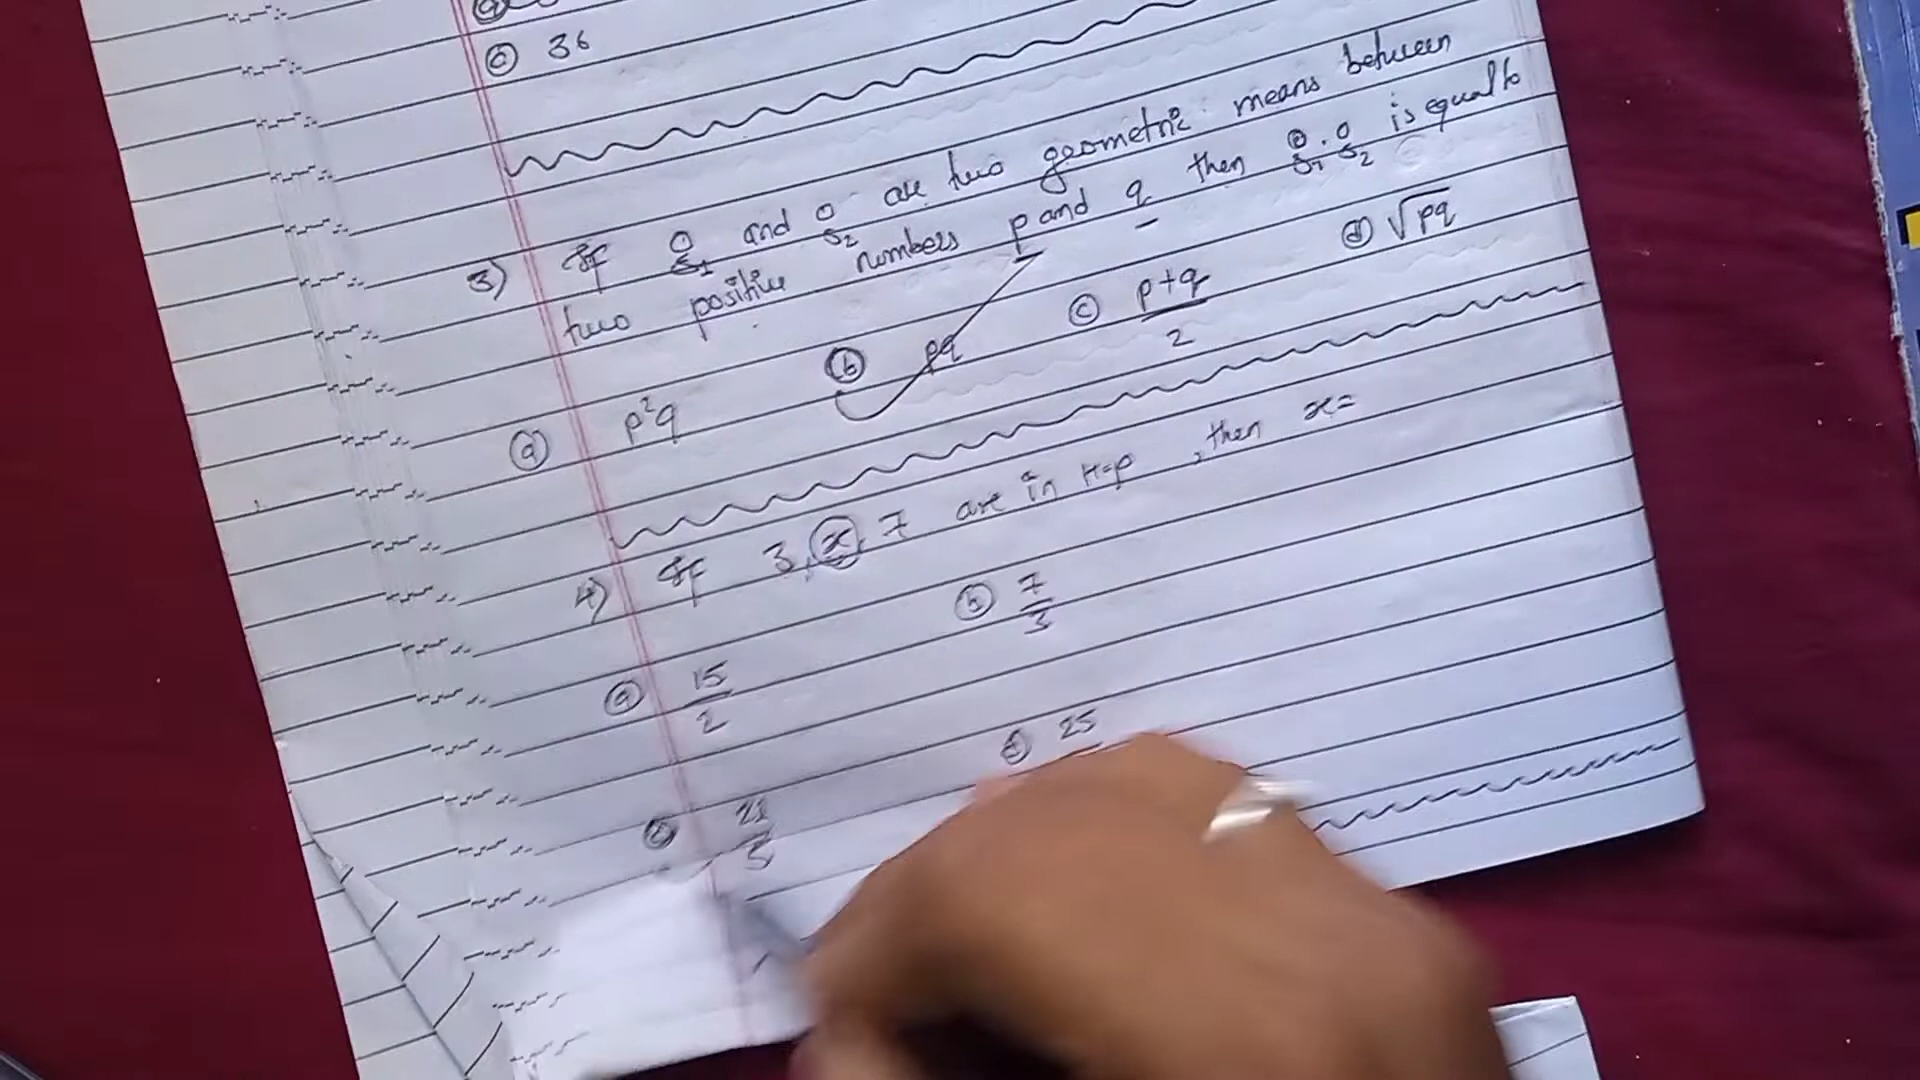 © 36
3) If g₁ and g₂ are two geometric means between
two positive numbers p and q then g₁.g₂ is equal to
ⓐ p²q ⓑ pq ⓒ p+q/2 ⓓ √pq
4) If 3, x, 7 are in H.P, then x=
ⓐ 15/2 ⓑ 7/3
ⓒ 21/5 ⓓ 25